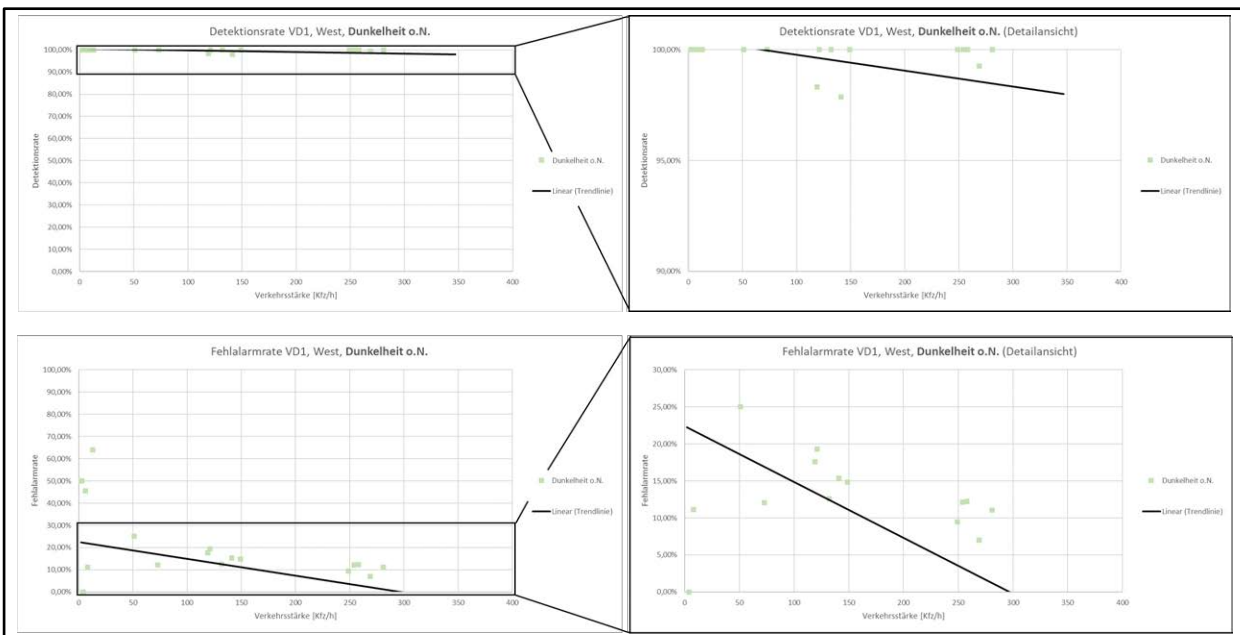 Detektionsrate VD1, West, Dunkelheit o.N.
100,00%
90,00%
80,00%
70,00%
60,00%
50,00%
40,00%
30,00%
20,00%
10,00%
0,00%
Detektionsrate
0 50 100 150 200 250 300 350 400
Verkehrsstärke [Kfz/h]
Dunkelheit o.N.
Linear (Trendlinie)
Detektionsrate VD1, West, Dunkelheit o.N. (Detailansicht)
100,00%
95,00%
90,00%
Detektionsrate
0 50 100 150 200 250 300 350 400
Verkehrsstärke [Kfz/h]
Dunkelheit o.N.
Linear (Trendlinie)
Fehlalarmrate VD1, West, Dunkelheit o.N.
100,00%
90,00%
80,00%
70,00%
60,00%
50,00%
40,00%
30,00%
20,00%
10,00%
0,00%
Fehlalarmrate
0 50 100 150 200 250 300 350 400
Verkehrsstärke [Kfz/h]
Dunkelheit o.N.
Linear (Trendlinie)
Fehlalarmrate VD1, West, Dunkelheit o.N. (Detailansicht)
30,00%
25,00%
20,00%
15,00%
10,00%
5,00%
0,00%
Fehlalarmrate
0 50 100 150 200 250 300 350 400
Verkehrsstärke [Kfz/h]
Dunkelheit o.N.
Linear (Trendlinie)